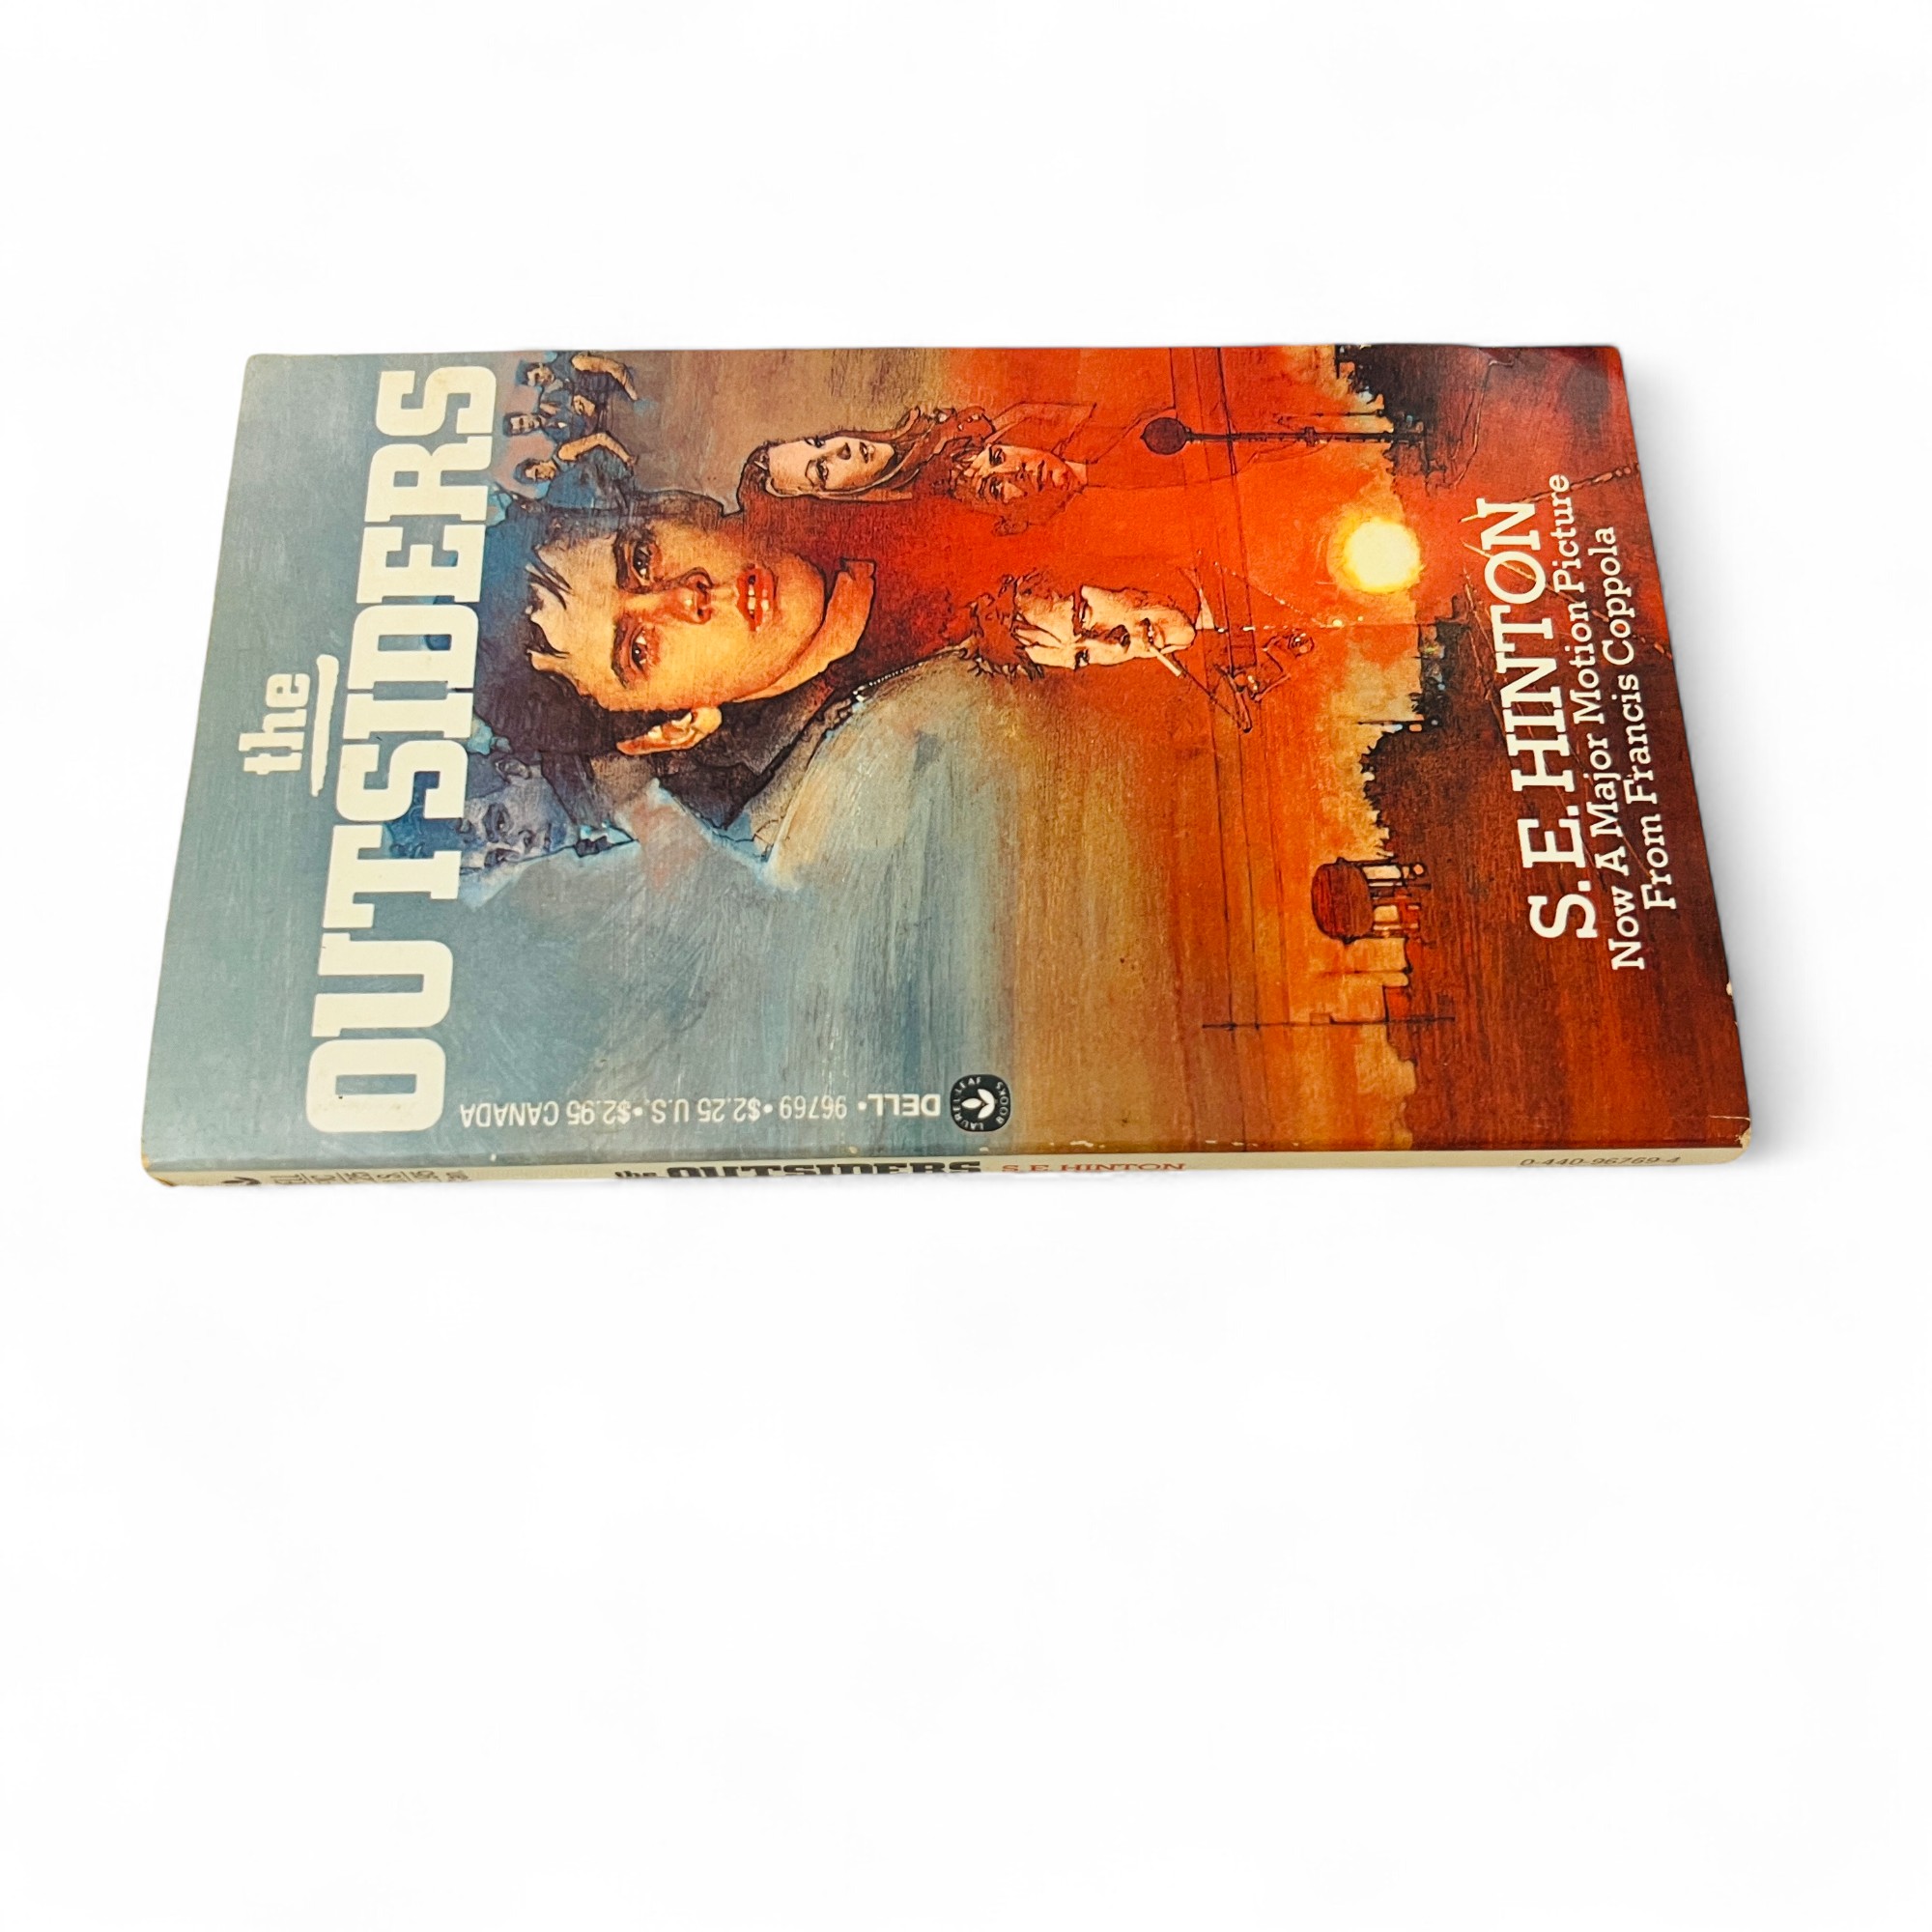 the
OUTSIDERS
DELL • 96769 • $2.25 U.S. • $2.95 CANADA
LAUREL-LEAF BOOKS
S. E. HINTON
Now A Major Motion Picture
From Francis Coppola
the OUTSIDERS S. E. HINTON 0-440-96769-4